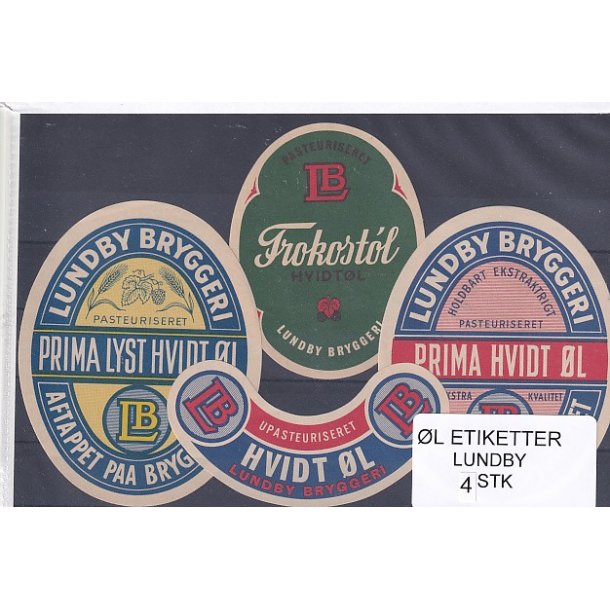 PASTEURISERET
LB
Frokostøl
HVIDTØL
LUNDBY BRYGGERI
LUNDBY BRYGGERI
PASTEURISERET
PRIMA LYST HVIDT ØL
LB
AFTAPPET PAA BRYG
LUNDBY BRYGGERI
HOLDBART EKSTRAKTRIGT
PASTEURISERET
PRIMA HVIDT ØL
KVALITET
LB
LB
LB
UPASTEURISERET
HVIDT ØL
LUNDBY BRYGGERI
ØL ETIKETTER
LUNDBY
4 STK